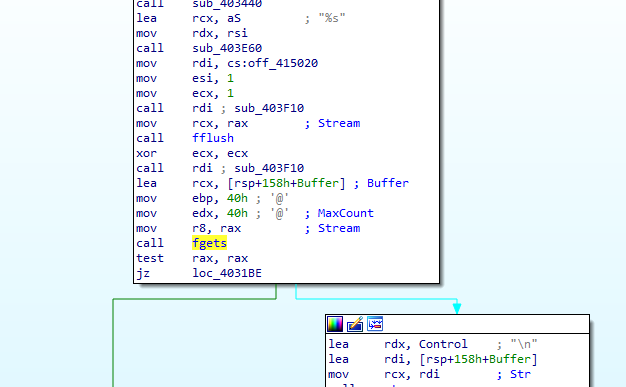 call sub_403440
lea rcx, aS ; "%s"
mov rdx, rsi
call sub_403E60
mov rdi, cs:off_415020
mov esi, 1
mov ecx, 1
call rdi ; sub_403F10
mov rcx, rax ; Stream
call fflush
xor ecx, ecx
call rdi ; sub_403F10
lea rcx, [rsp+158h+Buffer] ; Buffer
mov ebp, 40h ; '@'
mov edx, 40h ; '@' ; MaxCount
mov r8, rax ; Stream
call fgets
test rax, rax
jz loc_4031BE
lea rdx, Control ; "\n"
lea rdi, [rsp+158h+Buffer]
mov rcx, rdi ; Str